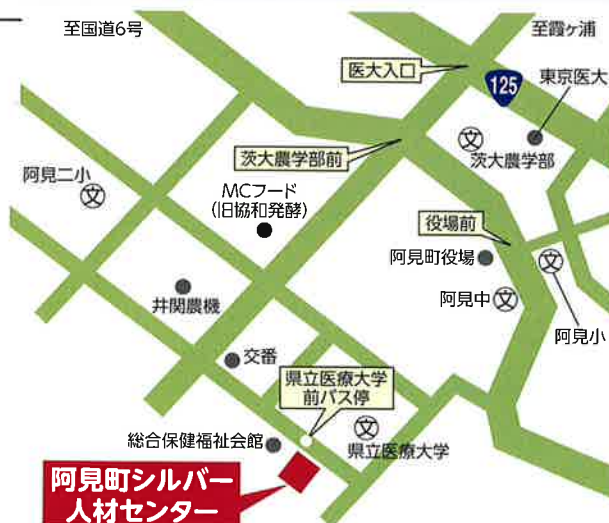 至国道6号
至霞ヶ浦
医大入口
125
東京医大
文
茨大農学部
茨大農学部前
阿見二小
文
MCフード
(旧協和発酵)
役場前
阿見町役場
文
阿見中
文
阿見小
井関農機
交番
県立医療大学
前バス停
文
県立医療大学
総合保健福祉会館
阿見町シルバー
人材センター